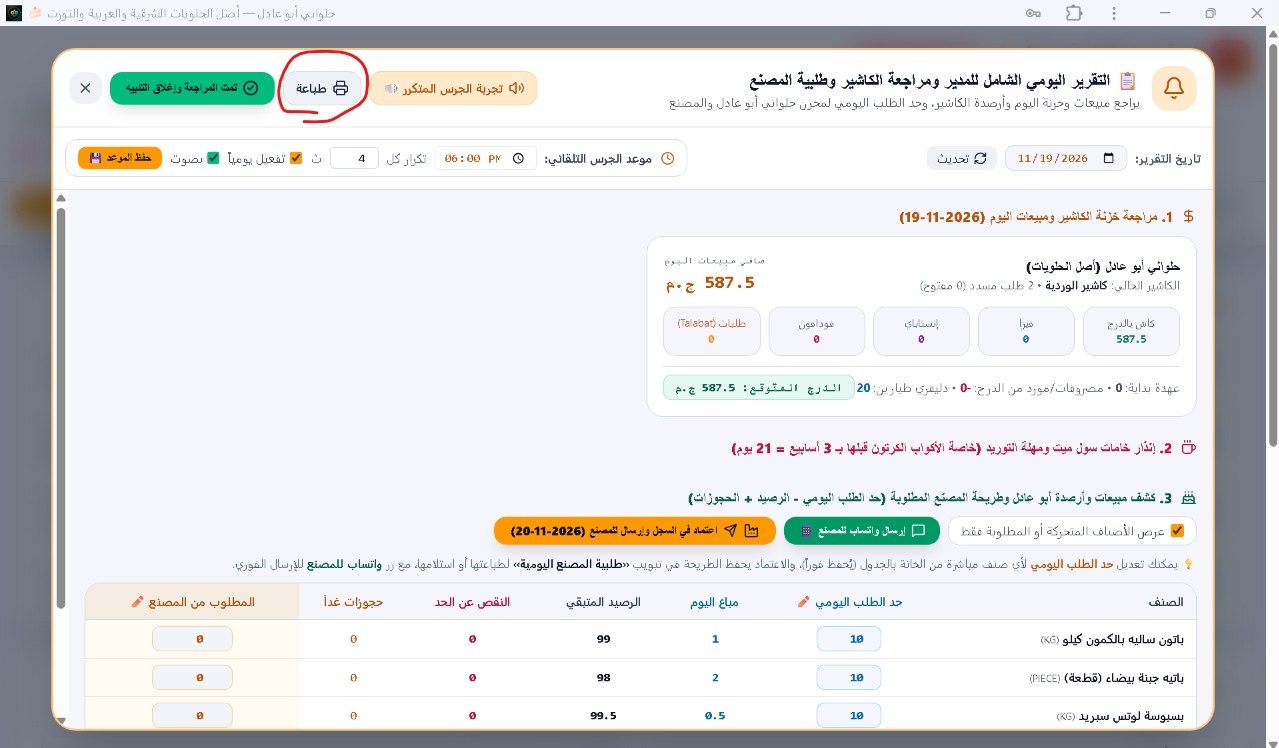 حلواني أبو عادل — أصل الحلويات الشرقية والغربية والتورت
التقرير اليومي الشامل للمدير ومراجعة الكاشير وطلبية المصنع
يراجع مبيعات وخزنة اليوم وأرصدة الكاشير، وحد الطلب اليومي لمخزن حلواني أبو عادل والمصنع
تجربة الجرس المتكرر
طباعة
تمت المراجعة وإغلاق التنبيه
تاريخ التقرير: 11/19/2026 تحديث
موعد الجرس التلقائي: 06:00 PM تكرار كل 4 ث تفعيل يومياً بصوت حفظ الموعد
1. مراجعة خزنة الكاشير ومبيعات اليوم (2026-11-19)
حلواني أبو عادل (أصل الحلويات)
الكاشير الحالي: كاشير الوردية • 2 طلب مسدد (0 مفتوح)
صافي مبيعات اليوم
587.5 ج.م
كاش بالدرج فيزا إنستاباي فودافون طلبات (Talabat)
587.5 0 0 0 0
عهدة بداية: 0 • مصروفات/مورد من الدرج: -0 • دليفري طيارين: 20 الدرج المتوقع: 587.5 ج.م
2. إنذار خامات سول ميت ومهلة التوريد (خاصة الأكواب الكرتون قبلها بـ 3 أسابيع = 21 يوم)
3. كشف مبيعات وأرصدة أبو عادل وطريحة المصنع المطلوبة (حد الطلب اليومي - الرصيد + الحجوزات)
عرض الأصناف المتحركة أو المطلوبة فقط إرسال واتساب للمصنع اعتماد في السجل وإرسال للمصنع (2026-11-20)
يمكنك تعديل حد الطلب اليومي لأي صنف مباشرة من الخانة بالجدول (يُحفظ فوراً)، والاعتماد يحفظ الطريحة في تبويب «طلبية المصنع اليومية» لطباعتها أو استلامها، مع زر واتساب للمصنع للإرسال الفوري.
الصنف حد الطلب اليومي مباع اليوم الرصيد المتبقي النقص عن الحد حجوزات غداً المطلوب من المصنع
باتون ساليه بالكمون كيلو (KG) 10 1 99 0 0 0
باتيه جبنة بيضاء (قطعة) (PIECE) 10 2 98 0 0 0
بسبوسة لوتس سبريد (KG) 10 0.5 99.5 0 0 0